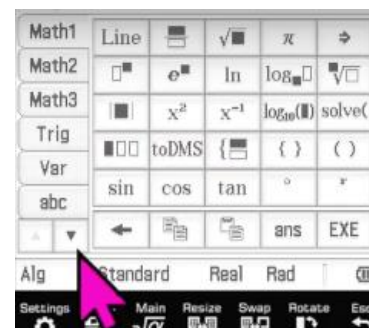 Math1 Line π ⇒
Math2 e ln log √
Math3 x² x⁻¹ log₁₀(■) solve(
Trig toDMS { } ( )
Var
abc sin cos tan ° r
▲ ▼ ← ans EXE
Alg Standard Real Rad
Settings Main Resize Swap Rotate Esc